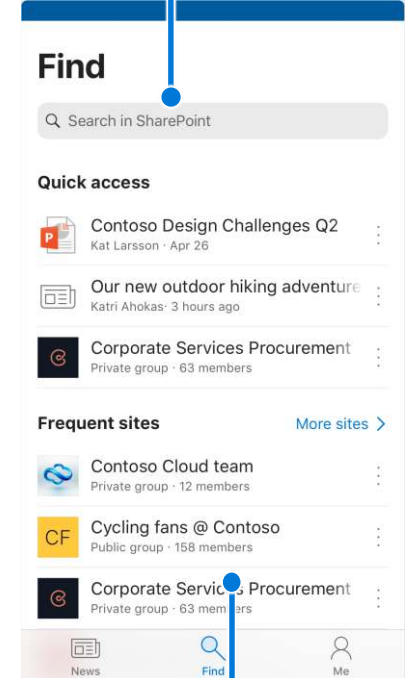 Find
Search in SharePoint
Quick access
P
Contoso Design Challenges Q2
Kat Larsson · Apr 26
Our new outdoor hiking adventure
Katri Ahokas· 3 hours ago
Corporate Services Procurement
Private group · 63 members
Frequent sites
More sites >
Contoso Cloud team
Private group · 12 members
CF
Cycling fans @ Contoso
Public group · 158 members
Corporate Services Procurement
Private group · 63 members
News
Find
Me